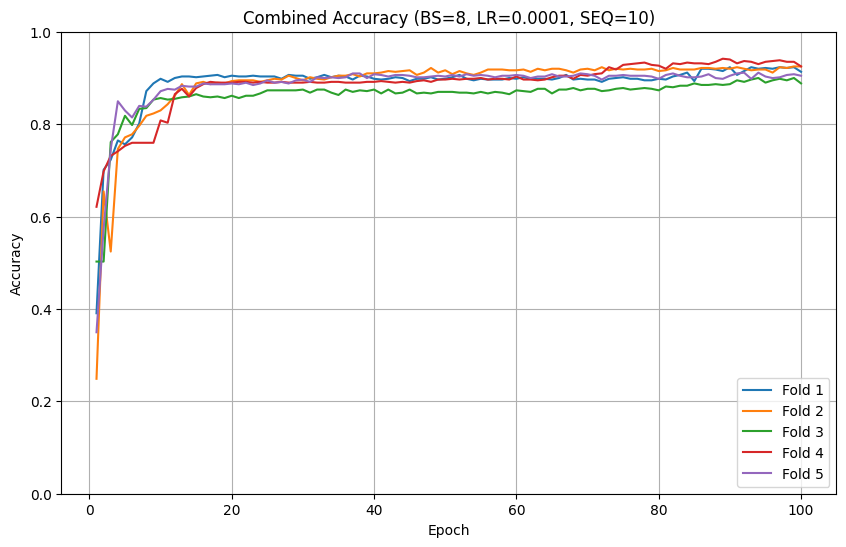 Combined Accuracy (BS=8, LR=0.0001, SEQ=10)
1.0
0.8
0.6
0.4
0.2
0.0
Accuracy
0 20 40 60 80 100
Epoch
Fold 1
Fold 2
Fold 3
Fold 4
Fold 5